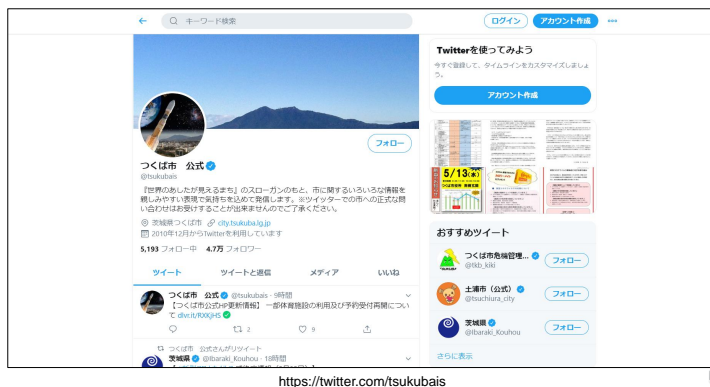 キーワード検索
ログイン
アカウント作成
Twitterを使ってみよう
今すぐ登録して、タイムラインをカスタマイズしましょ
う。
アカウント作成
フォロー
つくば市 公式
@tsukubais
『世界のあしたが見えるまち』のスローガンのもと、市に関するいろいろな情報を
親しみやすい表現で気持ちを込めて発信します。※ツイッターでの市への正式な問
い合わせはお受けすることが出来ませんのでご了承ください。
茨城県つくば市 city.tsukuba.lg.jp
2010年12月からTwitterを利用しています
5,193 フォロー中 4.7万 フォロワー
ツイート ツイートと返信 メディア いいね
つくば市 公式 @tsukubais · 9時間
【つくば市公式HP更新情報】 一部体育施設の利用及び予約受付再開につい
て dlvr.it/RXKjHS
2 9
つくば市 公式さんがリツイート
茨城県 @Ibaraki_Kouhou · 18時間
5/13(水)
おすすめツイート
つくば市危機管理...
@tkb_kiki
フォロー
土浦市（公式）
@tsuchiura_city
フォロー
茨城県
@Ibaraki_Kouhou
フォロー
さらに表示
https://twitter.com/tsukubais